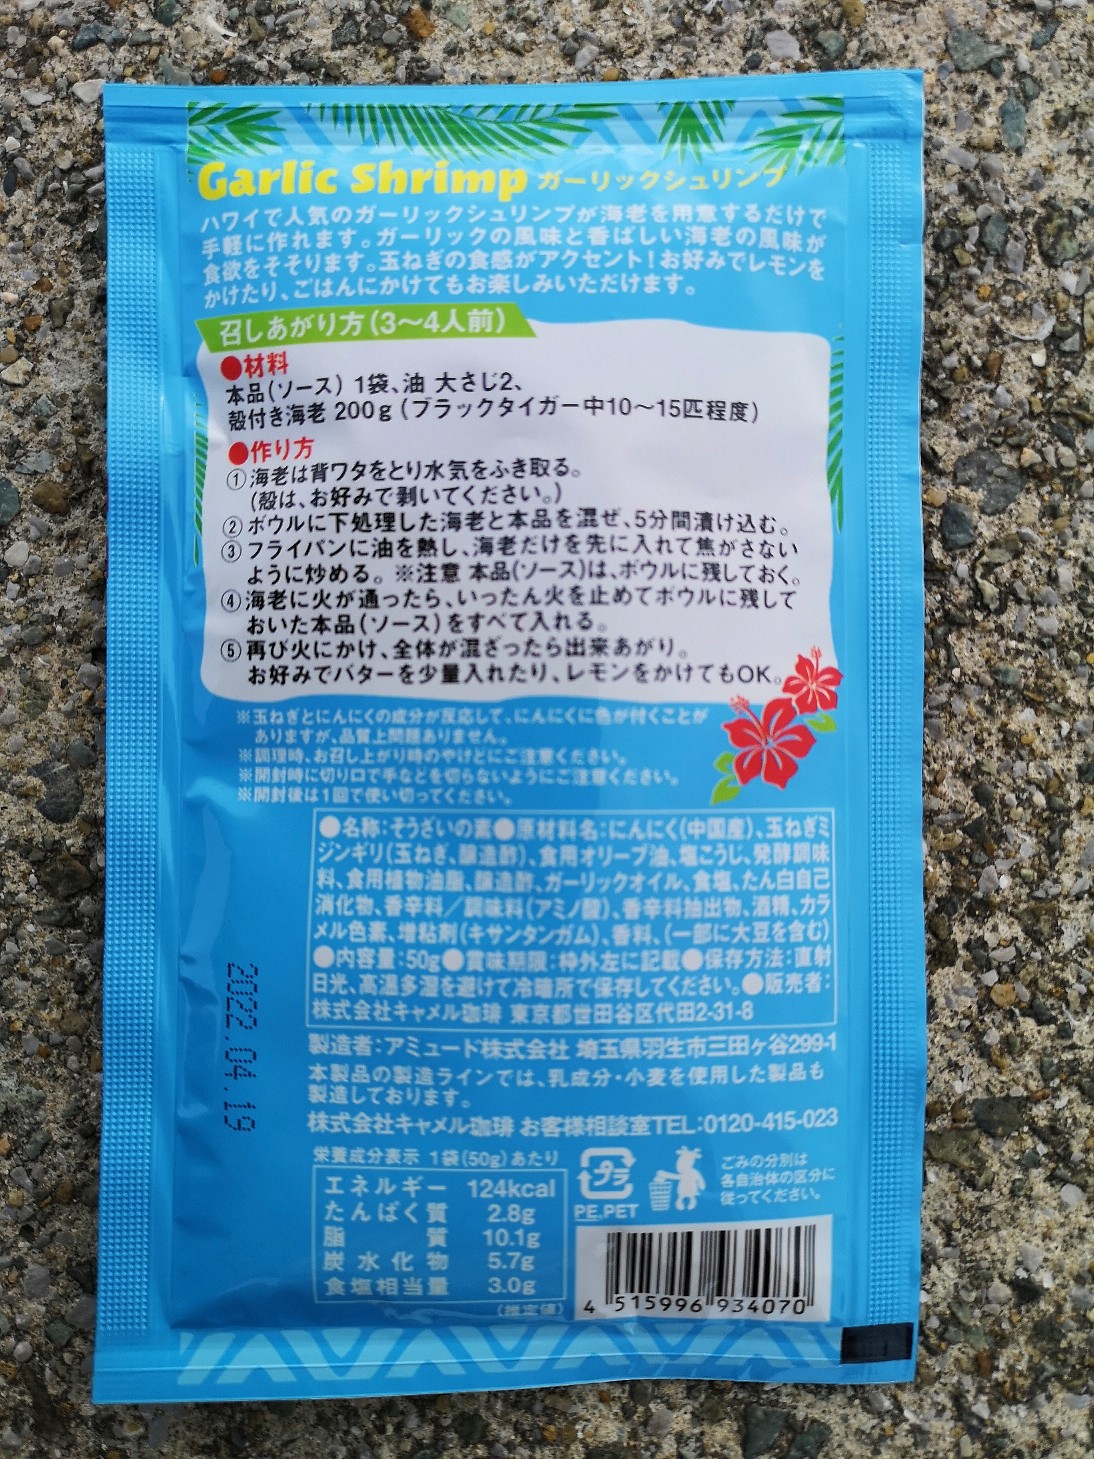 Garlic Shrimp ガーリックシュリンプ
ハワイで人気のガーリックシュリンプが海老を用意するだけで
手軽に作れます。ガーリックの風味と香ばしい海老の風味が
食欲をそそります。玉ねぎの食感がアクセント!お好みでレモンを
かけたり、ごはんにかけてもお楽しみいただけます。
召しあがり方(3〜4人前)
●材料
本品(ソース) 1袋、油 大さじ2、
殻付き海老 200g(ブラックタイガー中10〜15匹程度)
●作り方
①海老は背ワタをとり水気をふき取る。
(殻は、お好みで剥いてください。)
②ボウルに下処理した海老と本品を混ぜ、5分間漬け込む。
③フライパンに油を熱し、海老だけを先に入れて焦がさない
ように炒める。※注意 本品(ソース)は、ボウルに残しておく。
④海老に火が通ったら、いったん火を止めてボウルに残して
おいた本品(ソース)をすべて入れる。
⑤再び火にかけ、全体が混ざったら出来あがり。
お好みでバターを少量入れたり、レモンをかけてもOK。
※玉ねぎとにんにくの成分が反応して、にんにくに色が付くことが
ありますが、品質上問題ありません。
※調理時、お召し上がり時のやけどにご注意ください。
※開封時に切り口で手などを切らないようにご注意ください。
※開封後は1回で使い切ってください。
●名称:そうざいの素●原材料名:にんにく(中国産)、玉ねぎミ
ジンギリ(玉ねぎ、醸造酢)、食用オリーブ油、塩こうじ、発酵調味
料、食用植物油脂、醸造酢、ガーリックオイル、食塩、たん白自己
消化物、香辛料/調味料(アミノ酸)、香辛料抽出物、酒精、カラ
メル色素、増粘剤(キサンタンガム)、香料、(一部に大豆を含む)
●内容量:50g●賞味期限:枠外左に記載●保存方法:直射
日光、高温多湿を避けて冷暗所で保存してください。●販売者:
株式会社キャメル珈琲 東京都世田谷区代田2-31-8
2022.04.19
製造者:アミュード株式会社 埼玉県羽生市三田ヶ谷299-1
本製品の製造ラインでは、乳成分・小麦を使用した製品も
製造しております。
株式会社キャメル珈琲 お客様相談室TEL:0120-415-023
栄養成分表示 1袋(50g)あたり
エネルギー 124kcal
たんぱく質 2.8g
脂質 10.1g
炭水化物 5.7g
食塩相当量 3.0g
(推定値)
プラ
PE,PET
ごみの分別は
各自治体の区分に
従ってください。
4 515996 934070